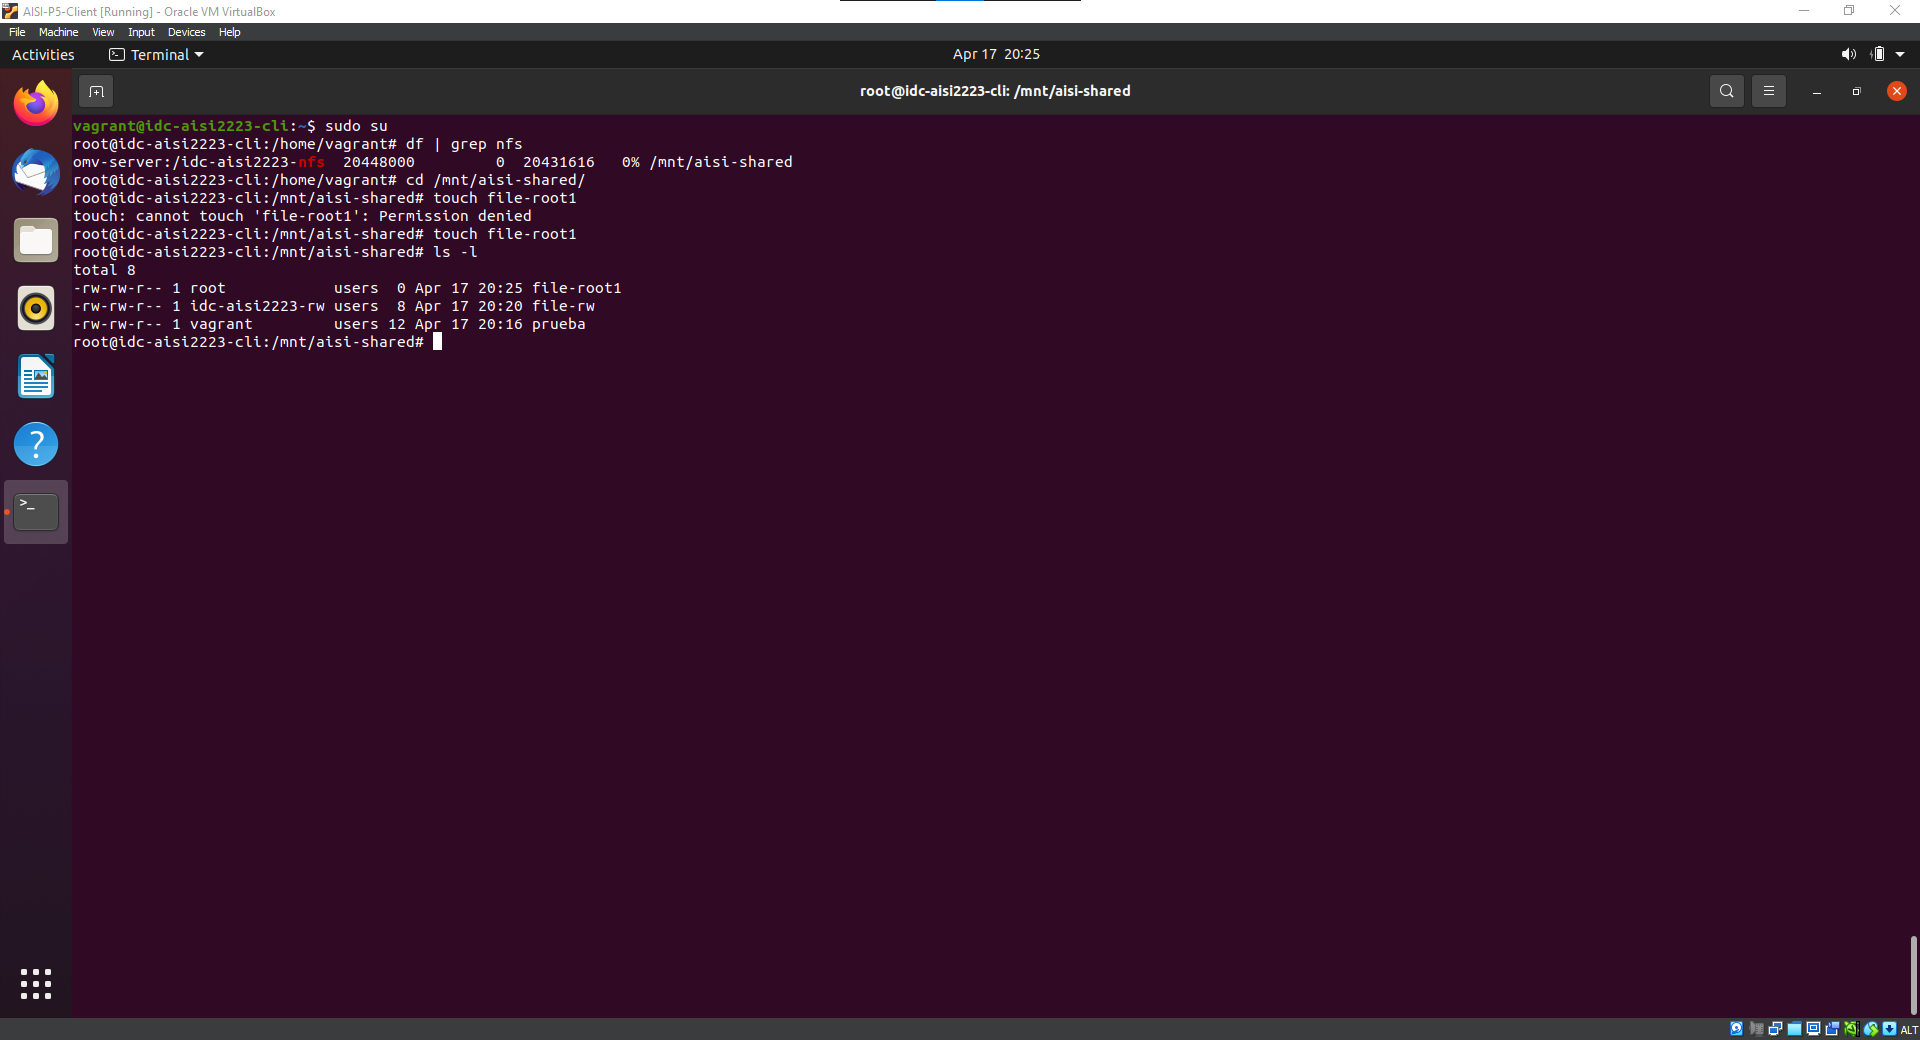 AISI-P5-Client [Running] - Oracle VM VirtualBox
File Machine View Input Devices Help
Activities Terminal Apr 17 20:25
root@idc-aisi2223-cli: /mnt/aisi-shared
vagrant@idc-aisi2223-cli:~$ sudo su
root@idc-aisi2223-cli:/home/vagrant# df | grep nfs
omv-server:/idc-aisi2223-nfs  20448000         0  20431616   0% /mnt/aisi-shared
root@idc-aisi2223-cli:/home/vagrant# cd /mnt/aisi-shared/
root@idc-aisi2223-cli:/mnt/aisi-shared# touch file-root1
touch: cannot touch 'file-root1': Permission denied
root@idc-aisi2223-cli:/mnt/aisi-shared# touch file-root1
root@idc-aisi2223-cli:/mnt/aisi-shared# ls -l
total 8
-rw-rw-r-- 1 root            users  0 Apr 17 20:25 file-root1
-rw-rw-r-- 1 idc-aisi2223-rw users  8 Apr 17 20:20 file-rw
-rw-rw-r-- 1 vagrant         users 12 Apr 17 20:16 prueba
root@idc-aisi2223-cli:/mnt/aisi-shared#
ALT